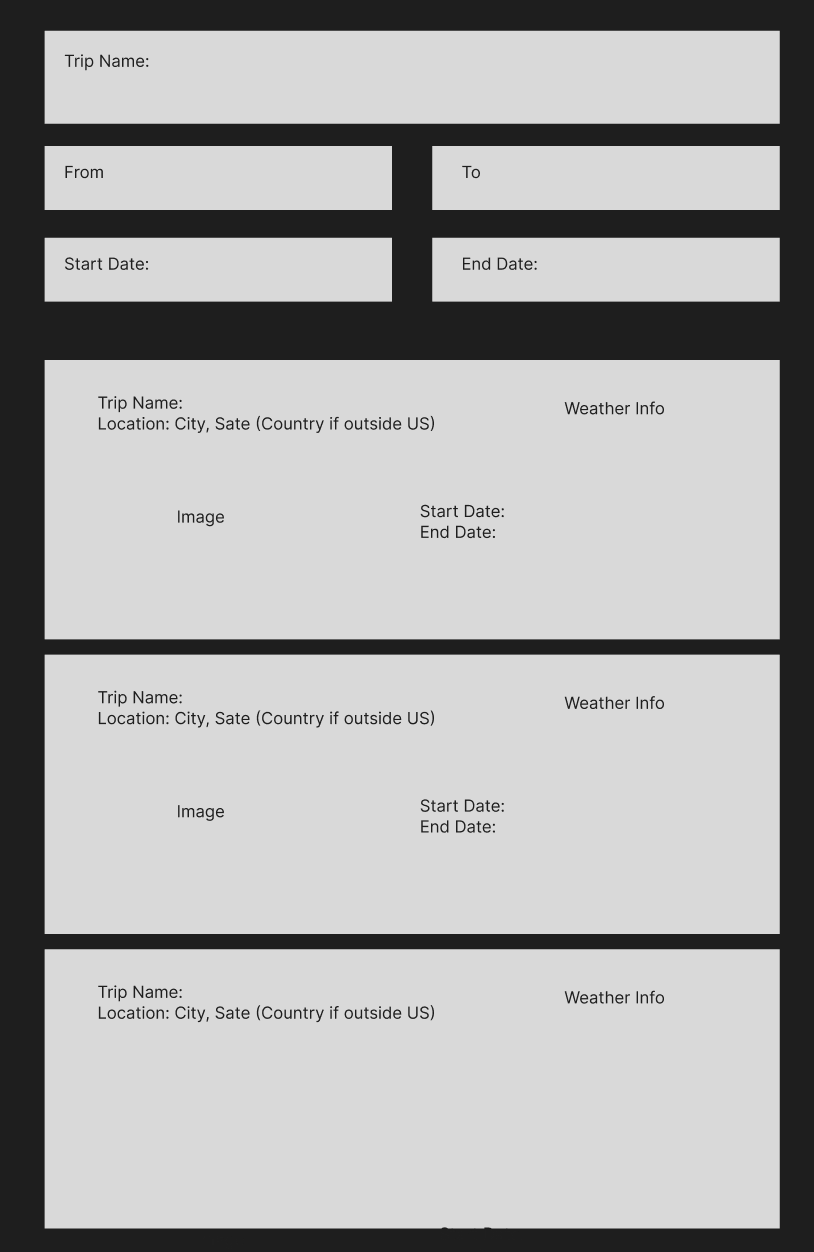 Trip Name:
From
To
Start Date:
End Date:
Trip Name:
Location: City, Sate (Country if outside US)
Weather Info
Image
Start Date:
End Date:
Trip Name:
Location: City, Sate (Country if outside US)
Weather Info
Image
Start Date:
End Date:
Trip Name:
Location: City, Sate (Country if outside US)
Weather Info